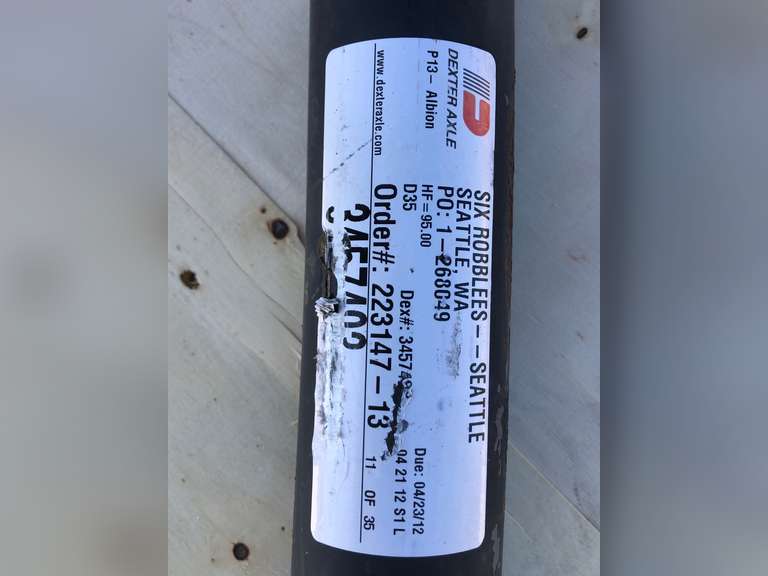 DEXTER AXLE
P13- Albion
www.dexteraxle.com
SIX ROBBLEES-- SEATTLE
SEATTLE, WA
PO: 1-268049
HF=95.00
D35
Dex#: 345749
Due: 04/23/12
04 21 12 S1 L
Order#: 223147-13
11 OF 35